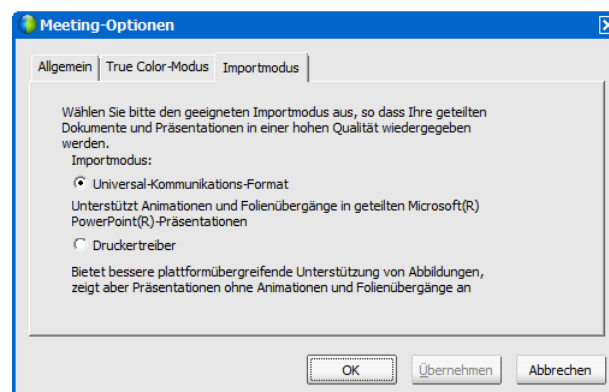 Meeting-Optionen
Allgemein True Color-Modus Importmodus
Wählen Sie bitte den geeigneten Importmodus aus, so dass Ihre geteilten
Dokumente und Präsentationen in einer hohen Qualität wiedergegeben
werden.
Importmodus:
Universal-Kommunikations-Format
Unterstützt Animationen und Folienübergänge in geteilten Microsoft(R)
PowerPoint(R)-Präsentationen
Druckertreiber
Bietet bessere plattformübergreifende Unterstützung von Abbildungen,
zeigt aber Präsentationen ohne Animationen und Folienübergänge an
OK Übernehmen Abbrechen